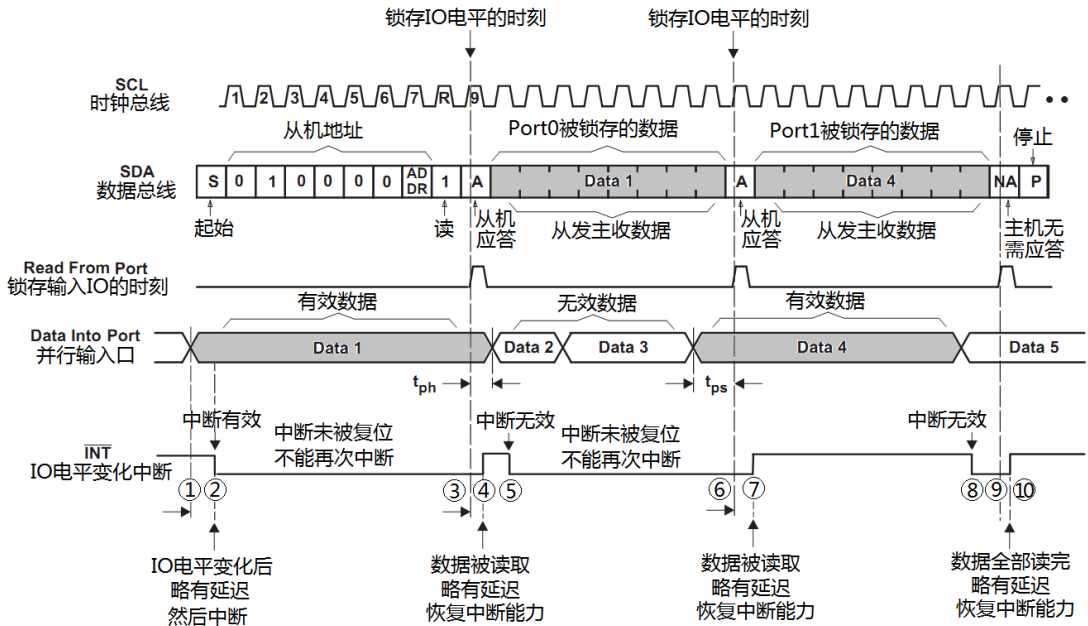 锁存IO电平的时刻 锁存IO电平的时刻
SCL
时钟总线
1 2 3 4 5 6 7 R 9
从机地址 Port0被锁存的数据 Port1被锁存的数据 停止
SDA
数据总线
S 0 1 0 0 0 0 AD DR 1 A Data 1 A Data 4 NA P
起始 读 从机应答 从发主收数据 从机应答 从发主收数据 主机无需应答
Read From Port
锁存输入IO的时刻
有效数据 无效数据 有效数据
Data Into Port
并行输入口
Data 1 Data 2 Data 3 Data 4 Data 5
tph tps
中断有效 中断无效 中断无效
INT
IO电平变化中断
中断未被复位
不能再次中断
中断未被复位
不能再次中断
① ② ③ ④ ⑤ ⑥ ⑦ ⑧ ⑨ ⑩
IO电平变化后
略有延迟
然后中断
数据被读取
略有延迟
恢复中断能力
数据被读取
略有延迟
恢复中断能力
数据全部读完
略有延迟
恢复中断能力